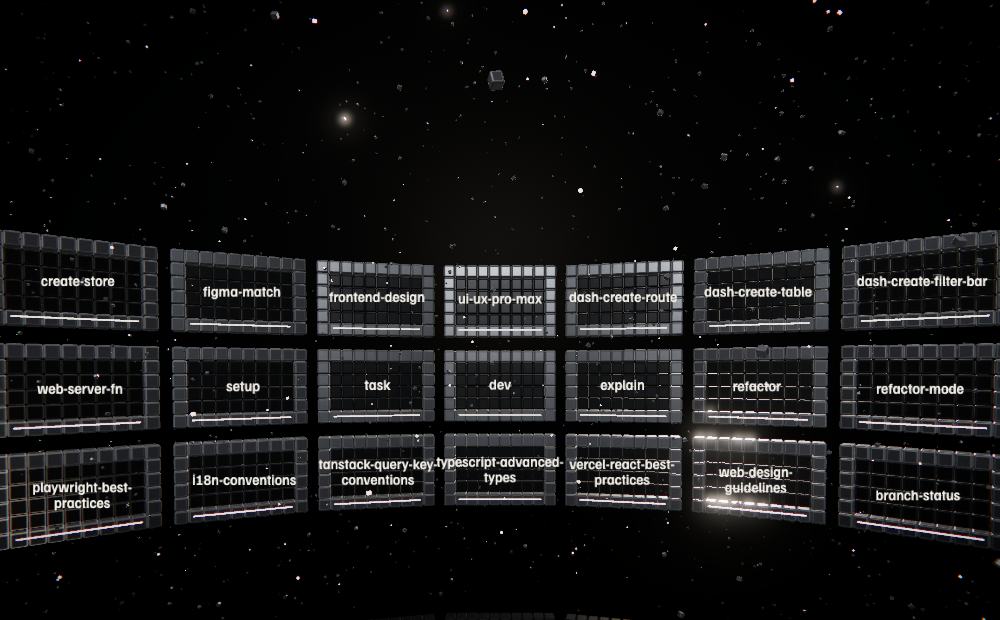 create-store
figma-match
frontend-design
ui-ux-pro-max
dash-create-route
dash-create-table
dash-create-filter-bar
web-server-fn
setup
task
dev
explain
refactor
refactor-mode
playwright-best-
practices
i18n-conventions
tanstack-query-key-
conventions
typescript-advanced-
types
vercel-react-best-
practices
web-design-
guidelines
branch-status